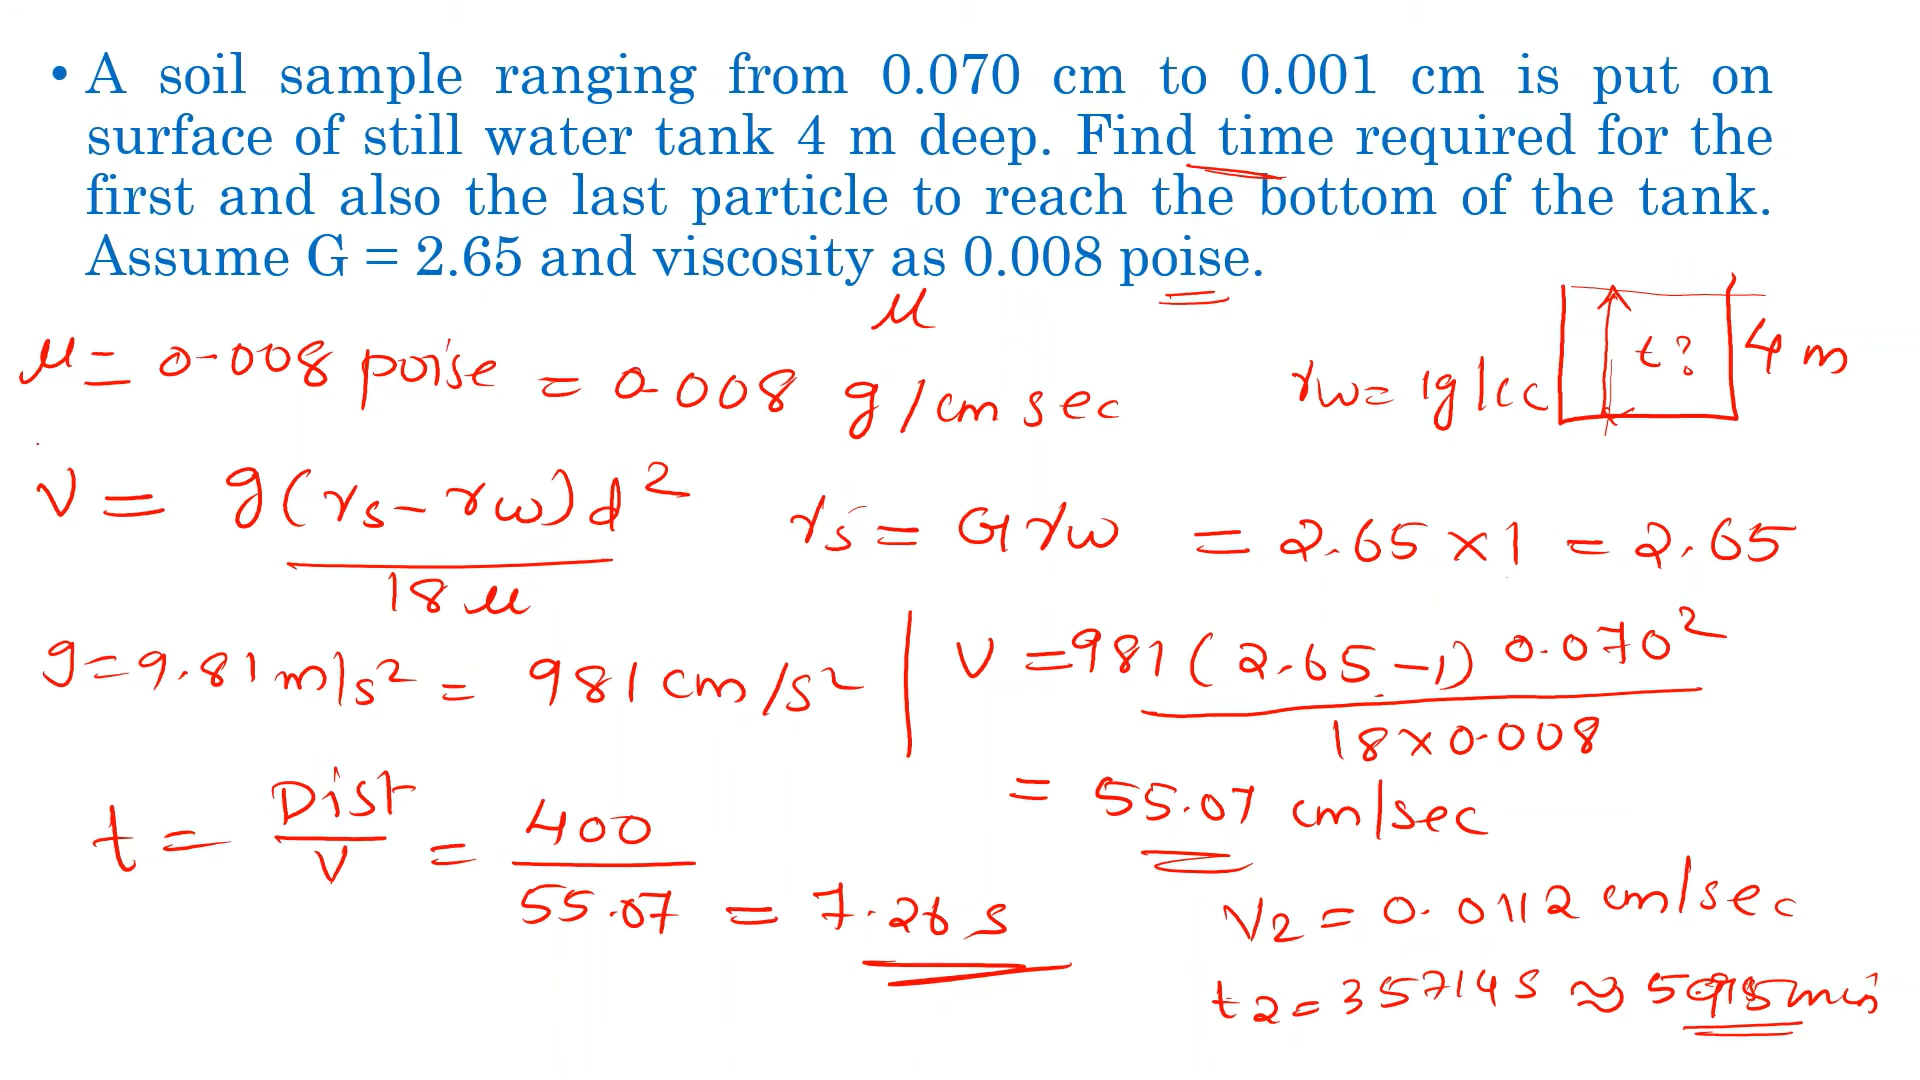 • A soil sample ranging from 0.070 cm to 0.001 cm is put on
surface of still water tank 4 m deep. Find time required for the
first and also the last particle to reach the bottom of the tank.
Assume G = 2.65 and viscosity as 0.008 poise.
μ
μ = 0.008 poise = 0.008 g/cm sec
γw = 1g/cc
t?
4 m
V = g(γs - γw)d² / 18μ
γs = Gγw = 2.65 × 1 = 2.65
g = 9.81 m/s² = 981 cm/s²
V = 981 (2.65 - 1) 0.070² / 18 × 0.008
= 55.07 cm/sec
t = Dist / V = 400 / 55.07 = 7.26 s
V2 = 0.0112 cm/sec
t2 = 35714 s ≈